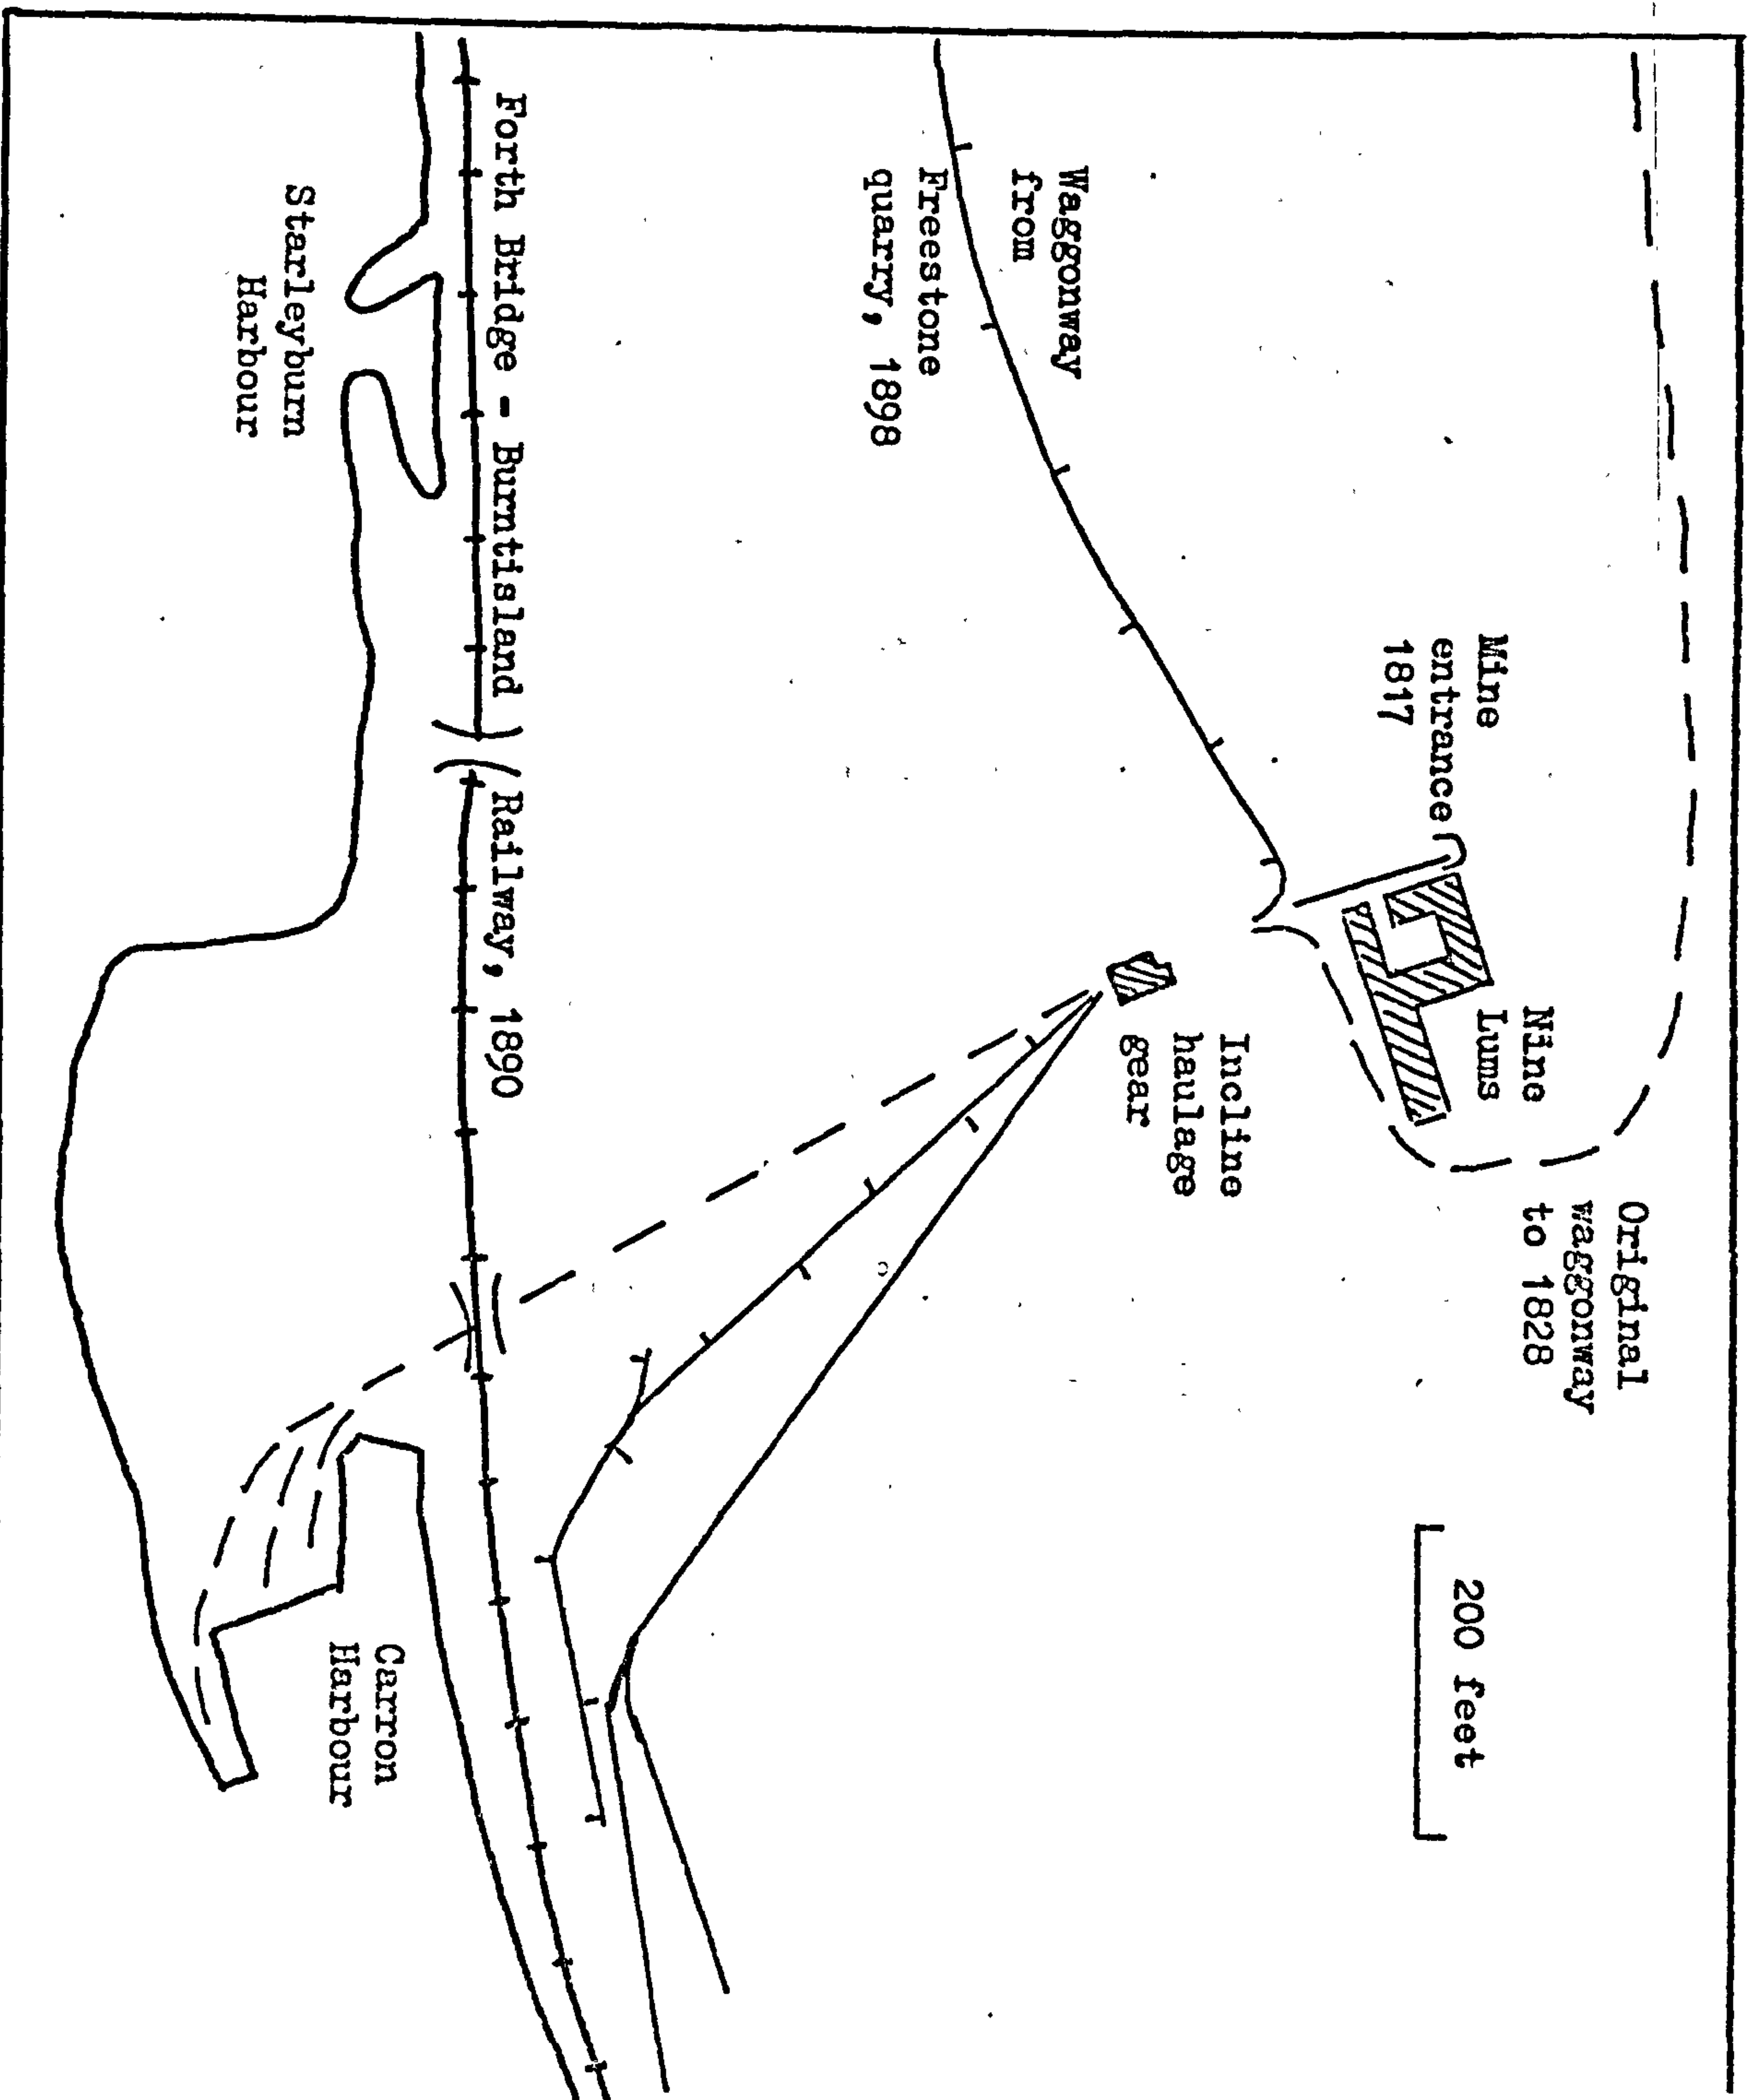 Original
waggonway
to 1828
Mine
entrance
1817
Nine
Lums
200 feet
Incline
haulage
gear
Waggonway
from
Freestone
quarry, 1898
Forth Bridge - Burntisland
Railway, 1890
Carron
Harbour
Starleyburn
Harbour